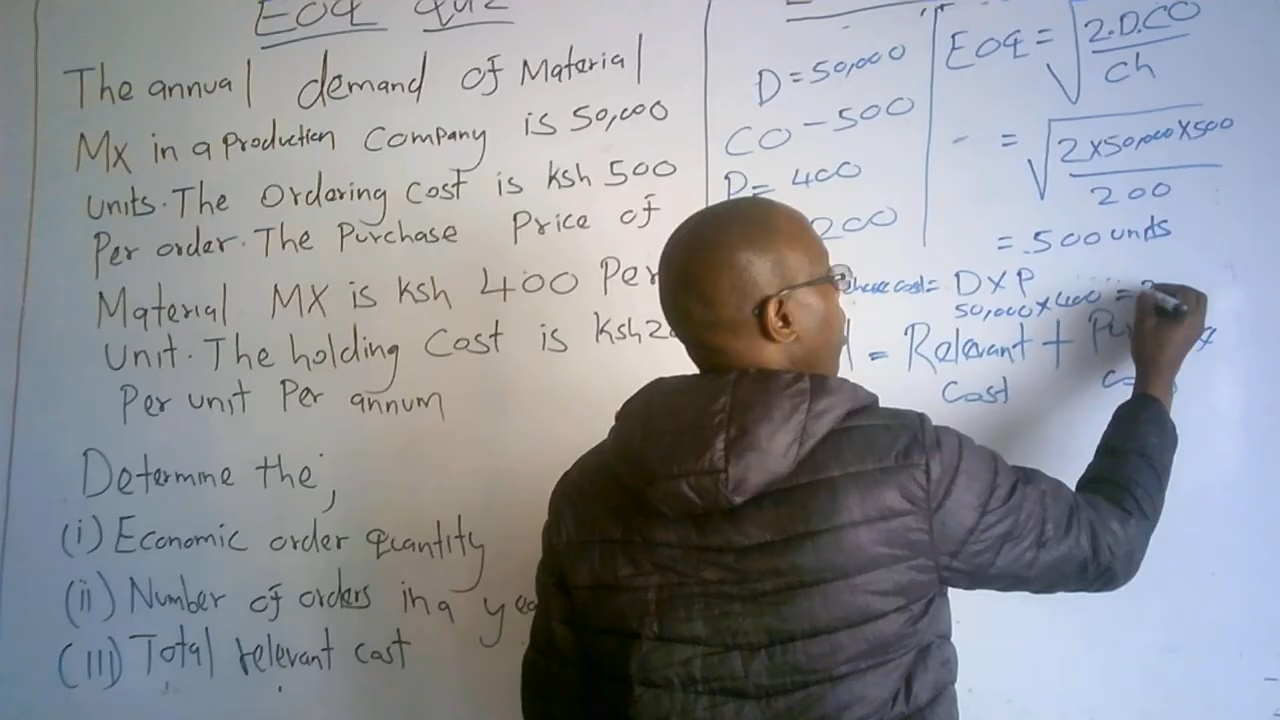 EOQ Quiz
The annual demand of Material
MX in a Production Company is 50,000
units. The Ordering Cost is ksh 500
Per order. The Purchase Price of
Material MX is ksh 400 Per
Unit. The holding Cost is Ksh 20
Per unit Per annum
Determine the;
(i) Economic order quantity
(ii) Number of orders in a yea
(III) Total relevant cost
D = 50,000
CO - 500
P = 400
200
EOQ = √2.D.CO
Ch
= √2×50,000×500
200
= 500 units
cost = D×P
50,000×400 =
= Relevant +
Cost